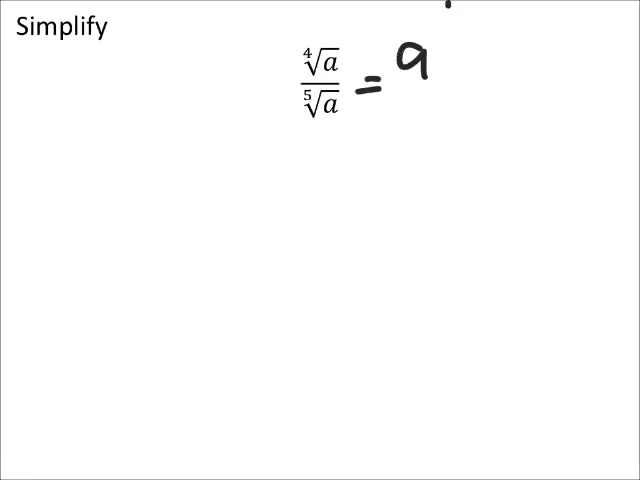 Simplify
⁴√a
⁵√a = a